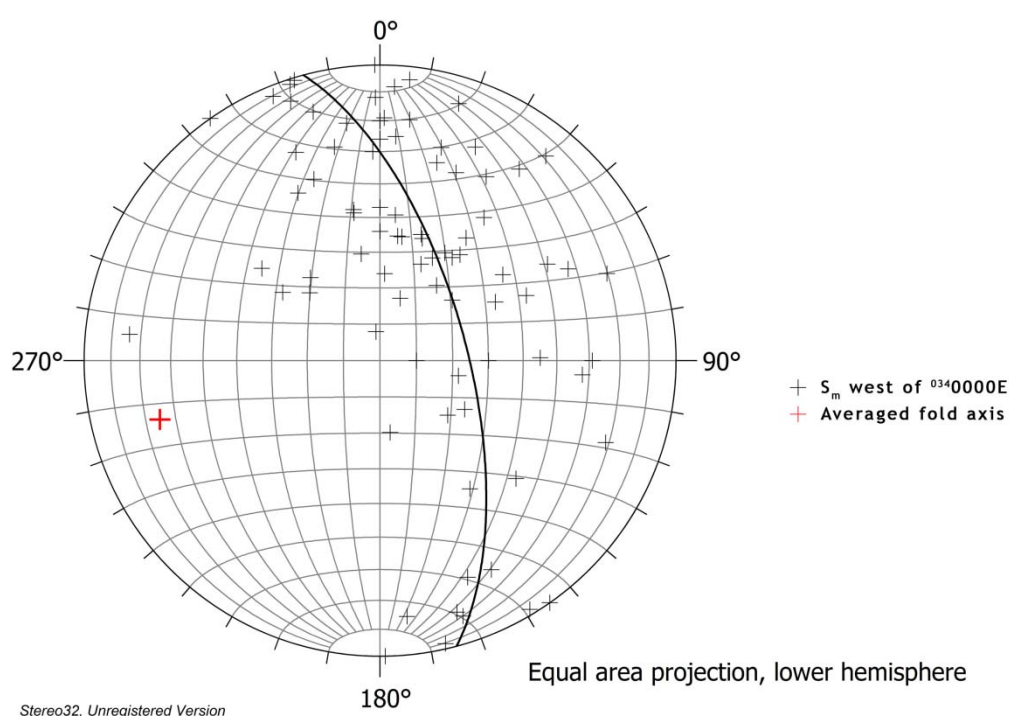 0°
270°
90°
Sₘ west of ⁰³⁴0000E
Averaged fold axis
Equal area projection, lower hemisphere
180°
Stereo32, Unregistered Version